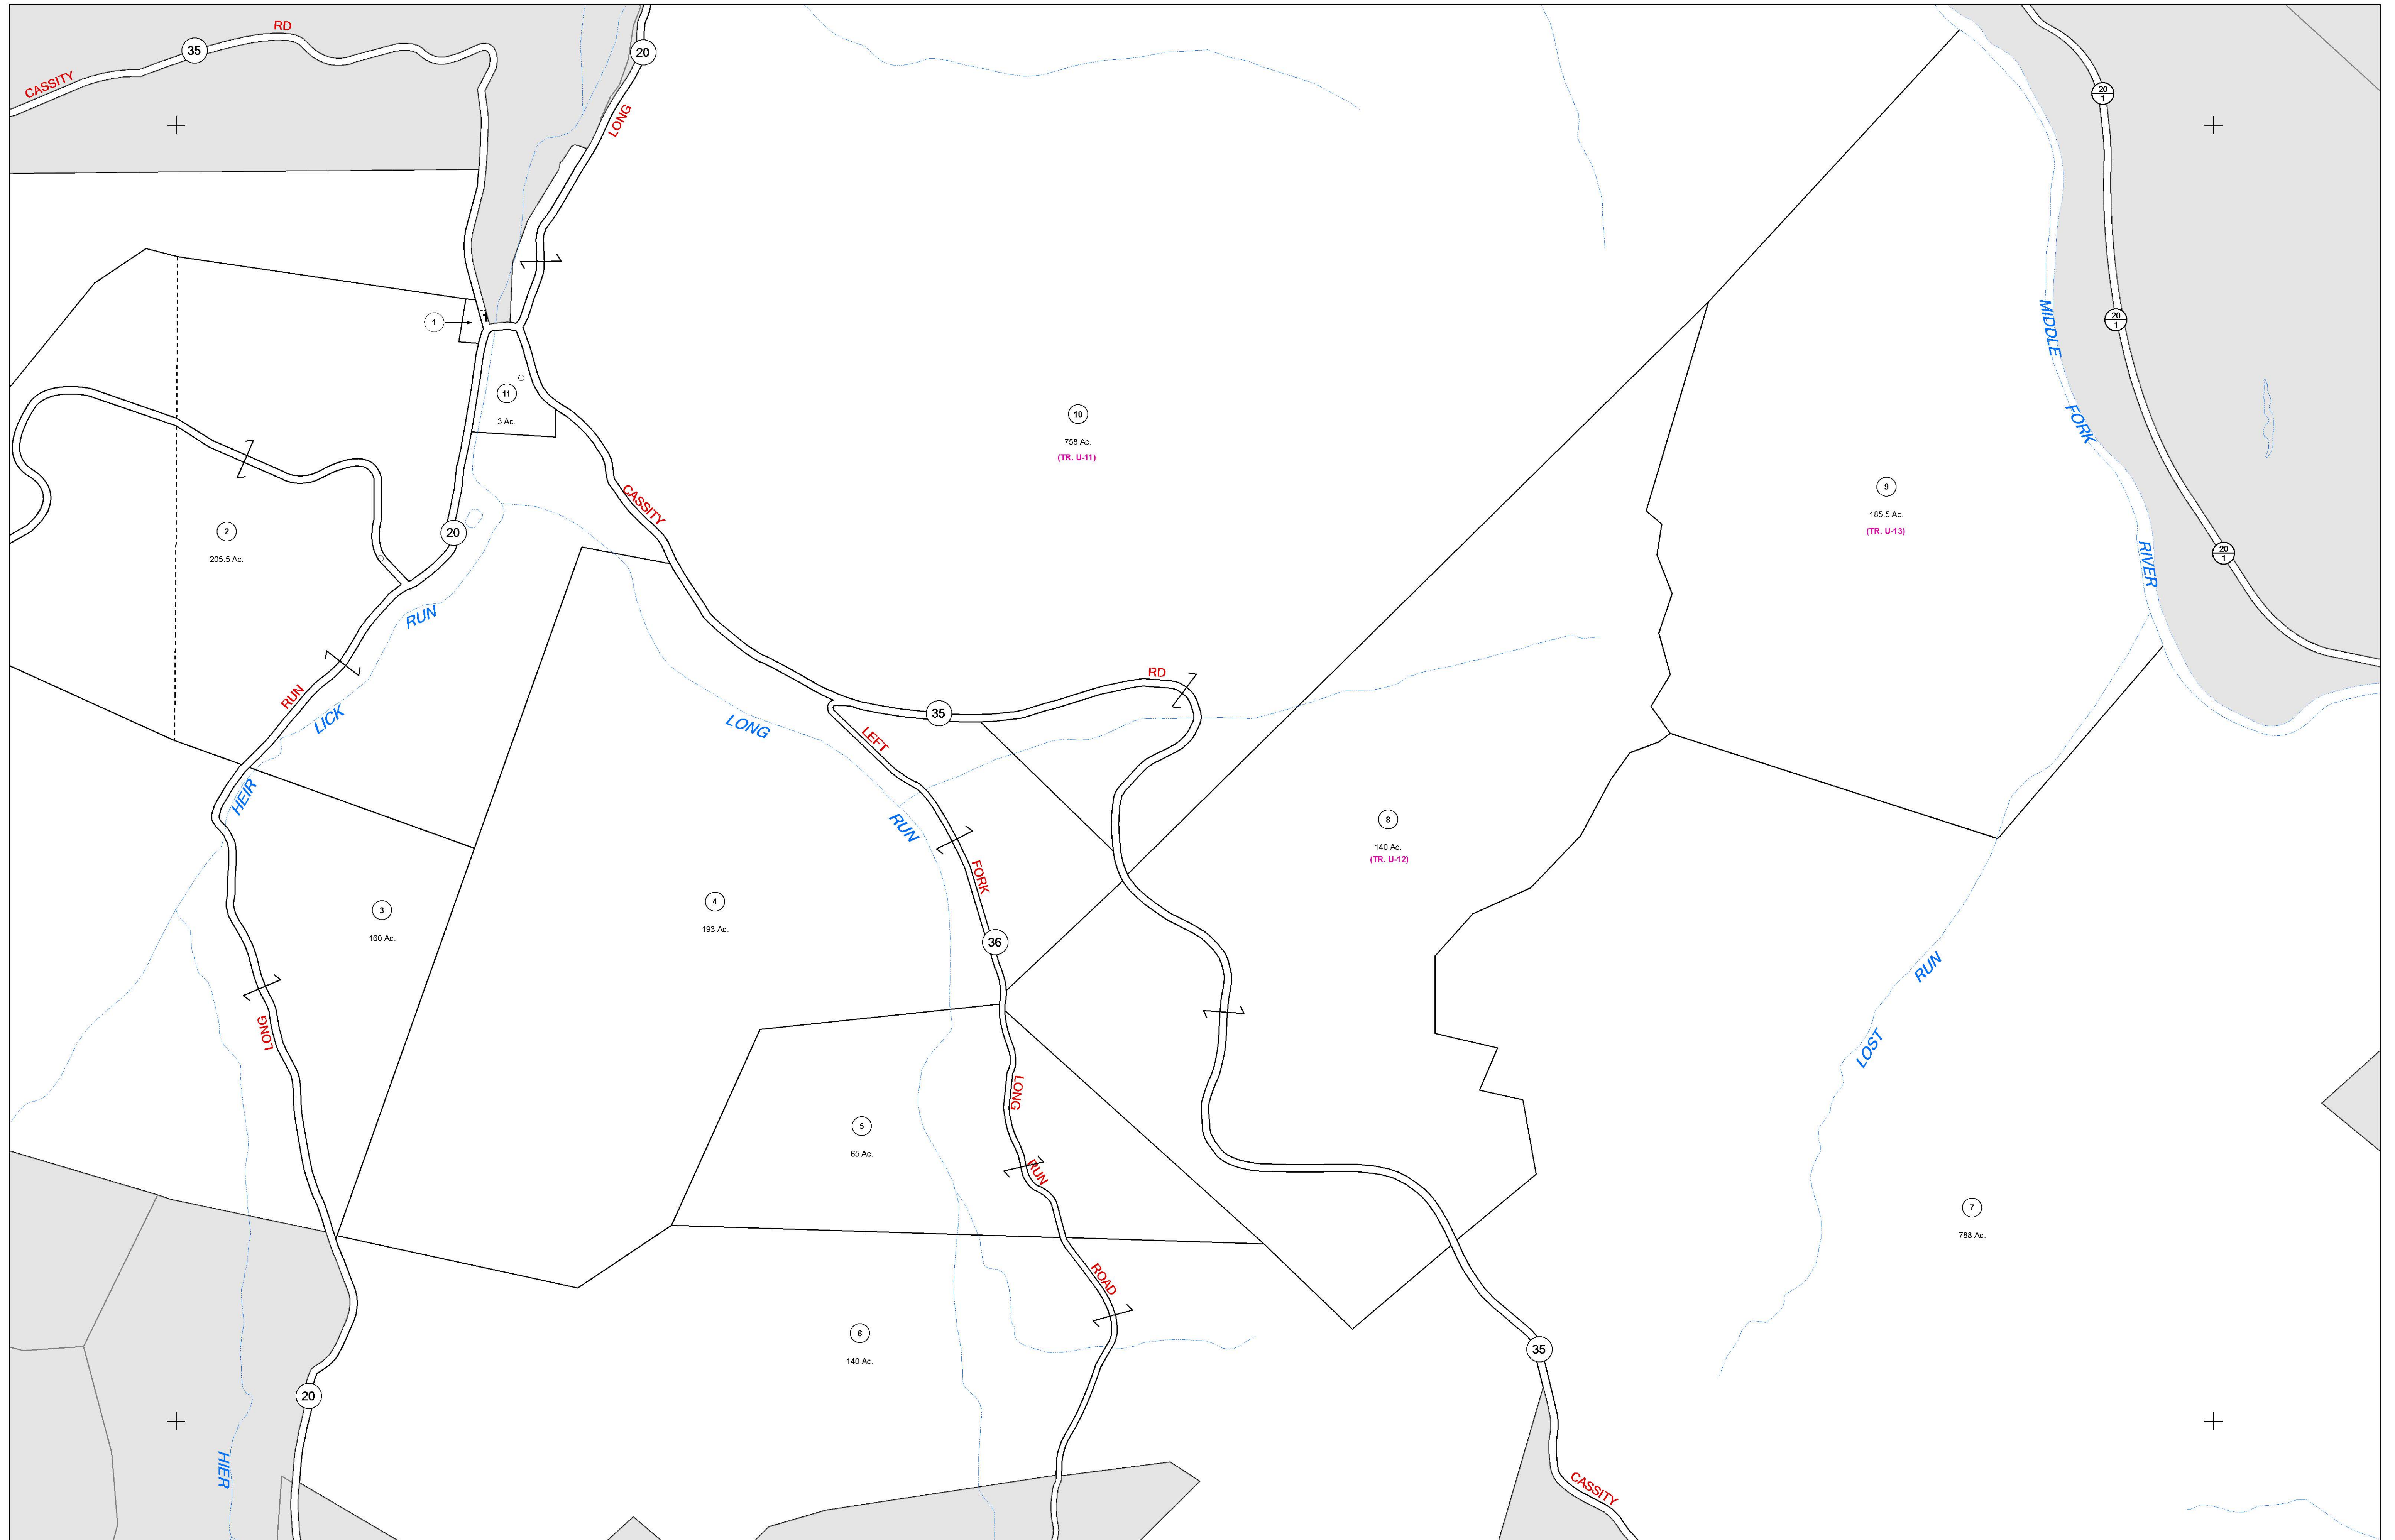 RD
35
CASSITY
20
LONG
20
1
1
1
11
3 Ac.
20
1
MIDDLE
FORK
RIVER
10
758 Ac.
(TR. U-11)
CASSITY
9
185.5 Ac.
(TR. U-13)
2
205.5 Ac.
20
20
1
RUN
LICK
HEIR
RUN
RD
35
LONG
RUN
LEFT
FORK
8
140 Ac.
(TR. U-12)
3
160 Ac.
4
193 Ac.
36
LONG
RUN
LOST
LONG
RUN
ROAD
5
65 Ac.
7
788 Ac.
6
140 Ac.
35
20
HIER
CASSITY